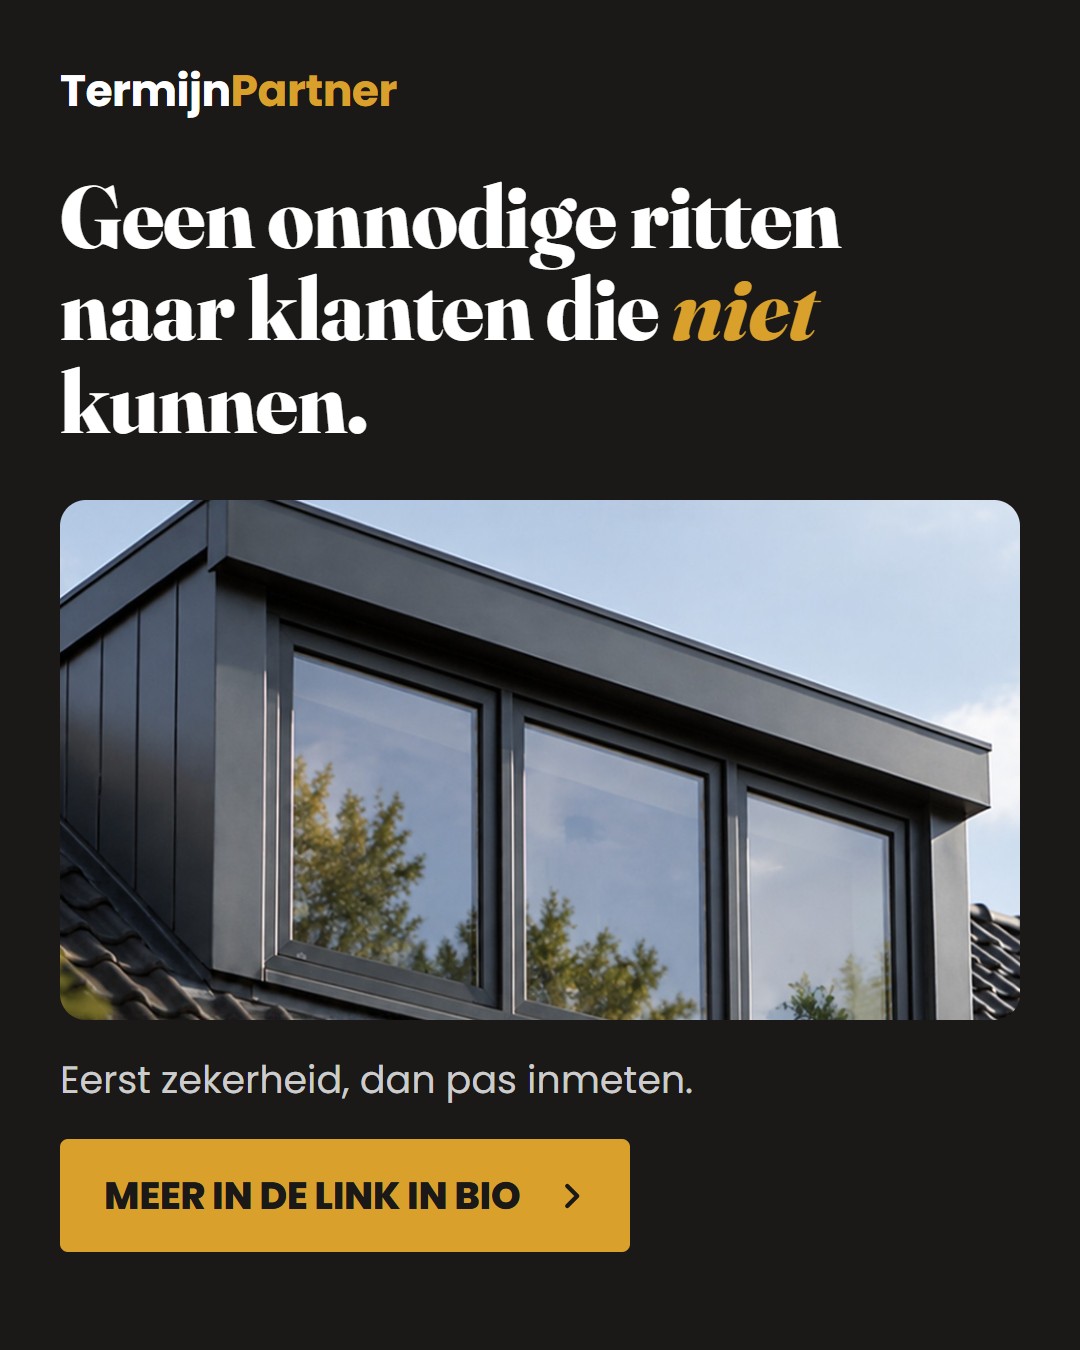 TermijnPartner
Geen onnodige ritten
naar klanten die niet
kunnen.
Eerst zekerheid, dan pas inmeten.
MEER IN DE LINK IN BIO